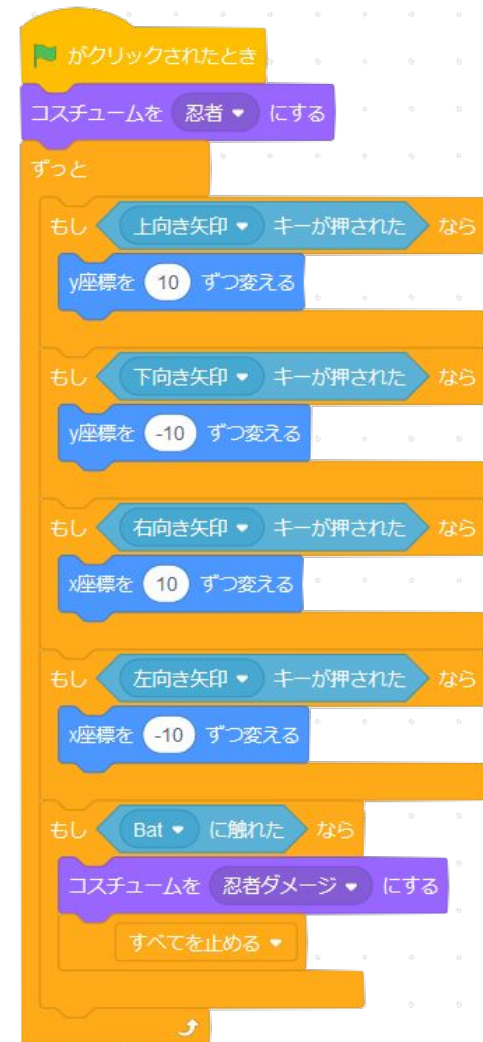 がクリックされたとき
コスチュームを 忍者 にする
ずっと
もし 上向き矢印 キーが押された なら
y座標を 10 ずつ変える
もし 下向き矢印 キーが押された なら
y座標を -10 ずつ変える
もし 右向き矢印 キーが押された なら
x座標を 10 ずつ変える
もし 左向き矢印 キーが押された なら
x座標を -10 ずつ変える
もし Bat に触れた なら
コスチュームを 忍者ダメージ にする
すべてを止める